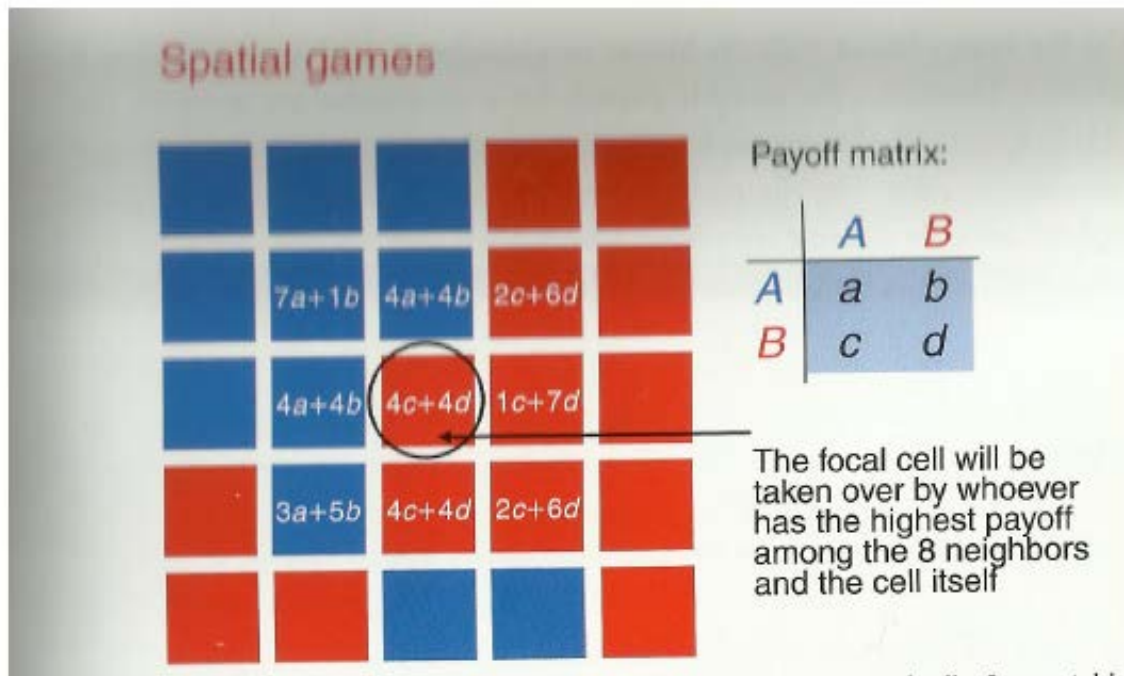 Spatial games
Payoff matrix:
A B
A a b
B c d
7a+1b 4a+4b 2c+6d
4a+4b 4c+4d 1c+7d
3a+5b 4c+4d 2c+6d
The focal cell will be
taken over by whoever
has the highest payoff
among the 8 neighbors
and the cell itself